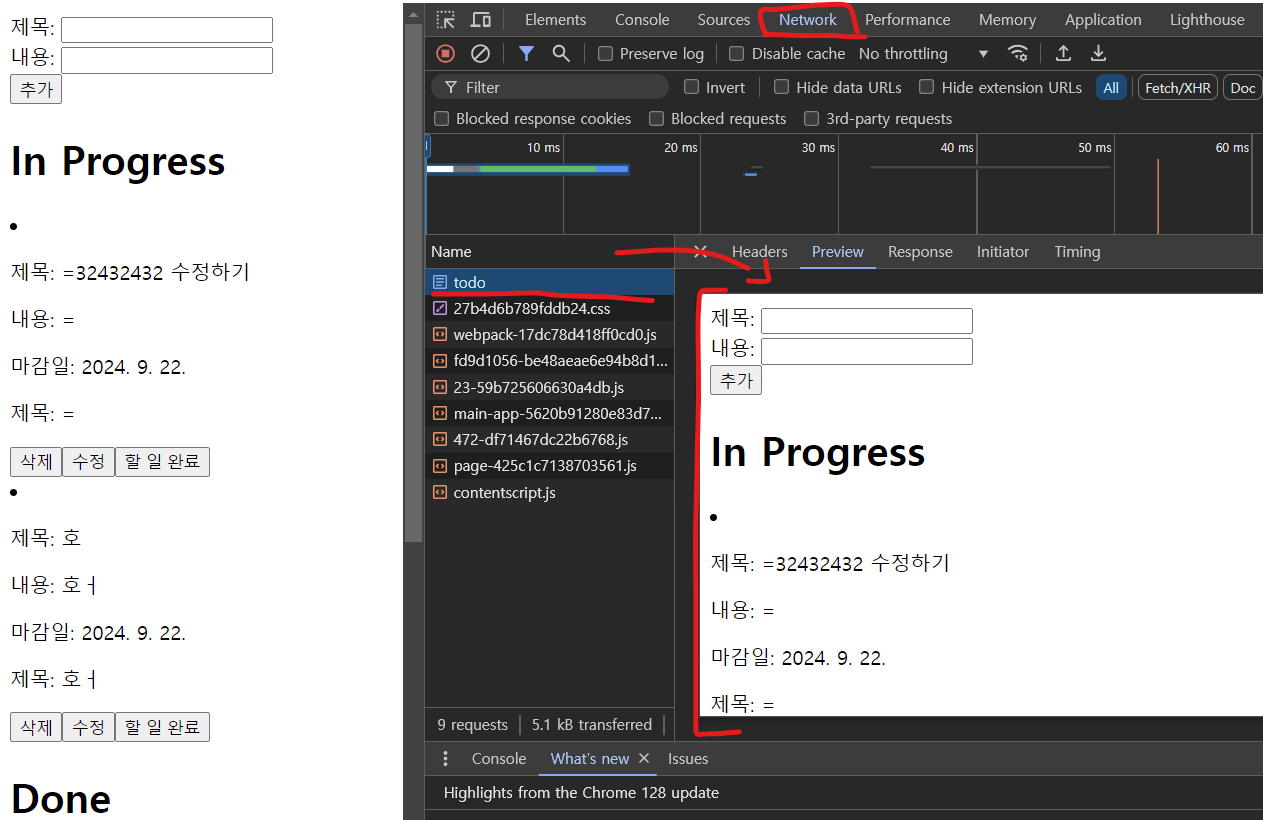 제목:
내용:
추가
In Progress
제목: =32432432 수정하기
내용: =
마감일: 2024. 9. 22.
제목: =
삭제 수정 할 일 완료
제목: 호
내용: 호ㅓ
마감일: 2024. 9. 22.
제목: 호ㅓ
삭제 수정 할 일 완료
Done
Elements Console Sources Network Performance Memory Application Lighthouse
Preserve log Disable cache No throttling
Filter Invert Hide data URLs Hide extension URLs All Fetch/XHR Doc
Blocked response cookies Blocked requests 3rd-party requests
10 ms 20 ms 30 ms 40 ms 50 ms 60 ms
Name
todo
27b4d6b789fddb24.css
webpack-17dc78d418ff0cd0.js
fd9d1056-be48aeae6e94b8d1...
23-59b725606630a4db.js
main-app-5620b91280e83d7...
472-df71467dc22b6768.js
page-425c1c7138703561.js
contentscript.js
9 requests 5.1 kB transferred
Headers Preview Response Initiator Timing
제목:
내용:
추가
In Progress
제목: =32432432 수정하기
내용: =
마감일: 2024. 9. 22.
제목: =
Console What's new Issues
Highlights from the Chrome 128 update